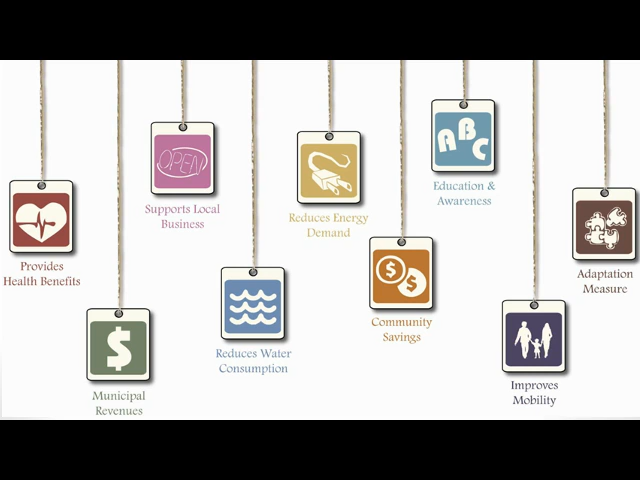 Provides
Health Benefits
$
Municipal
Revenues
OPEN
Supports Local
Business
Reduces Water
Consumption
Reduces Energy
Demand
$
$
Community
Savings
A B C
Education &
Awareness
Improves
Mobility
Adaptation
Measure